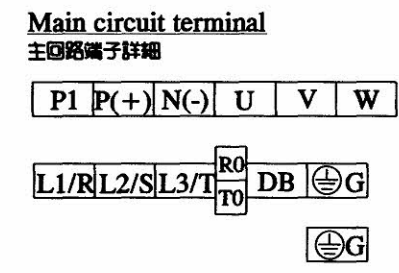 Main circuit terminal
主回路端子詳細
P1 P(+) N(-) U V W
R0
L1/R L2/S L3/T DB G
T0
G